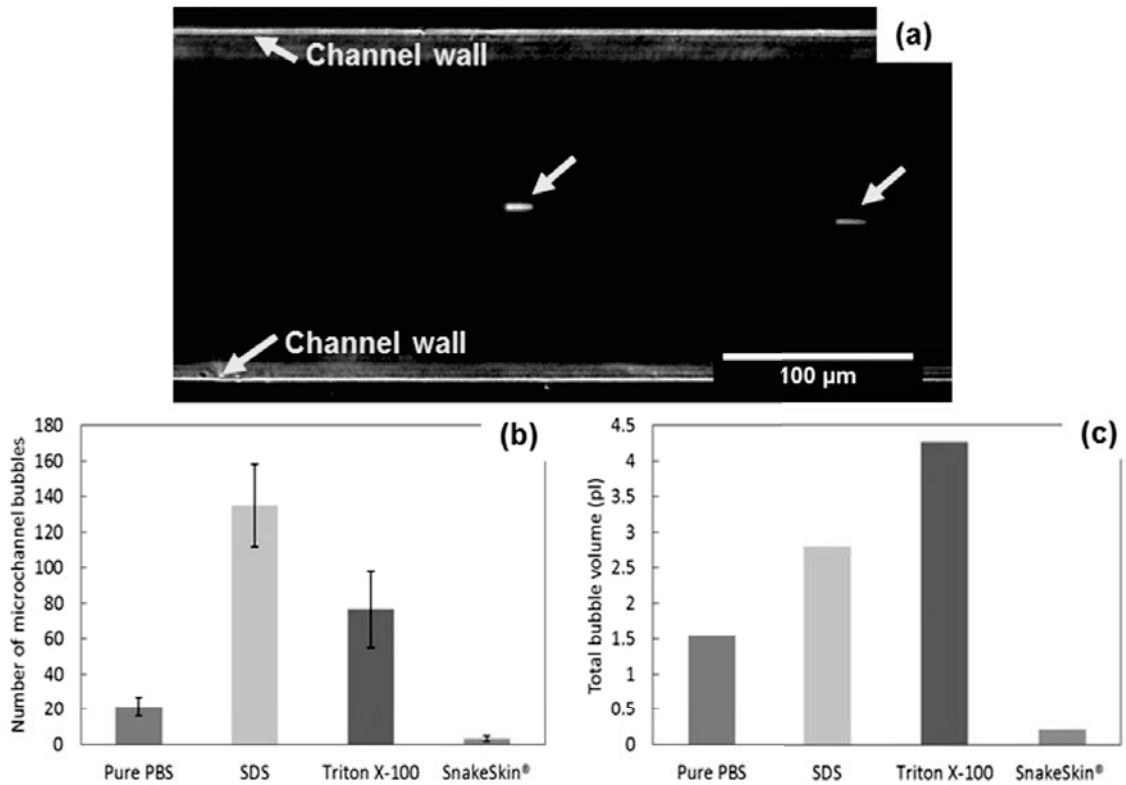 (a)
Channel wall
Channel wall
100 μm
(b)
Number of microchannel bubbles
180
160
140
120
100
80
60
40
20
0
Pure PBS SDS Triton X-100 SnakeSkin®
(c)
Total bubble volume (pl)
4.5
4
3.5
3
2.5
2
1.5
1
0.5
0
Pure PBS SDS Triton X-100 SnakeSkin®